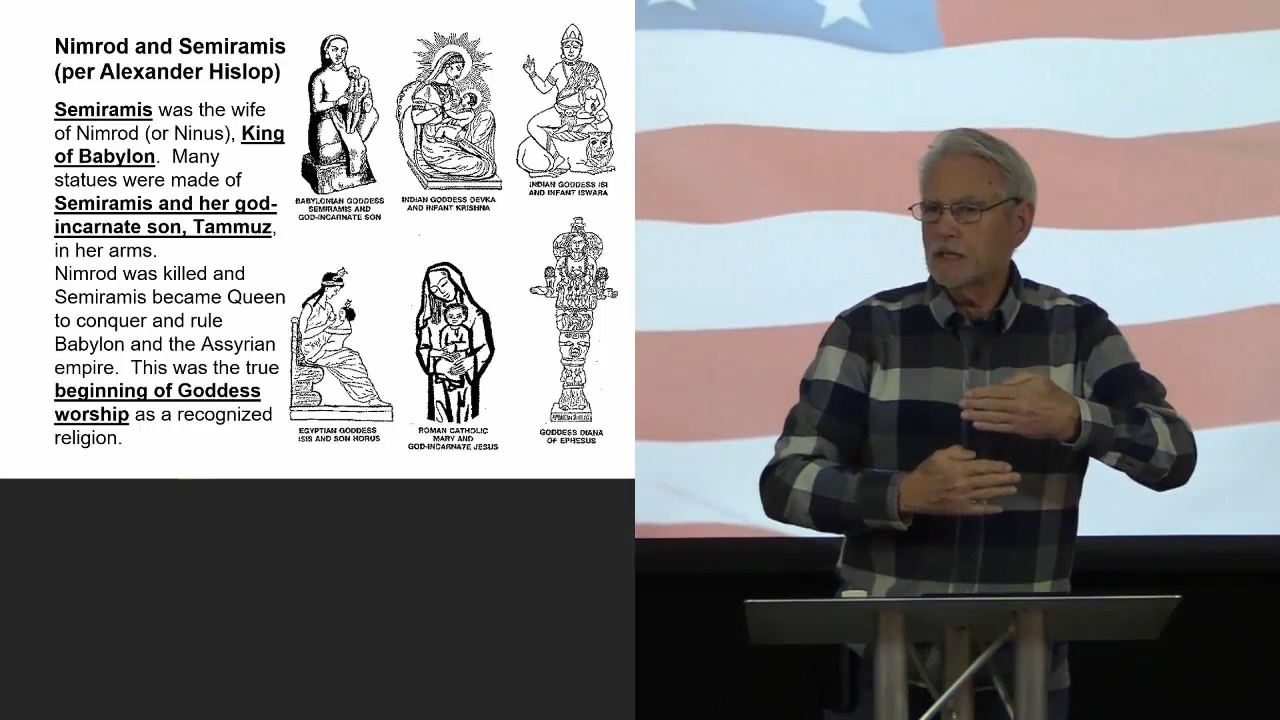 Nimrod and Semiramis
(per Alexander Hislop)
Semiramis was the wife
of Nimrod (or Ninus), King
of Babylon. Many
statues were made of
Semiramis and her god-
incarnate son, Tammuz,
in her arms.
Nimrod was killed and
Semiramis became Queen
to conquer and rule
Babylon and the Assyrian
empire. This was the true
beginning of Goddess
worship as a recognized
religion.
BABYLONIAN GODDESS
SEMIRAMIS AND
GOD-INCARNATE SON
INDIAN GODDESS DEVKA
AND INFANT KRISHNA
INDIAN GODDESS ISI
AND INFANT ISWARA
EGYPTIAN GODDESS
ISIS AND SON HORUS
ROMAN CATHOLIC
MARY AND
GOD-INCARNATE JESUS
GODDESS DIANA
OF EPHESUS